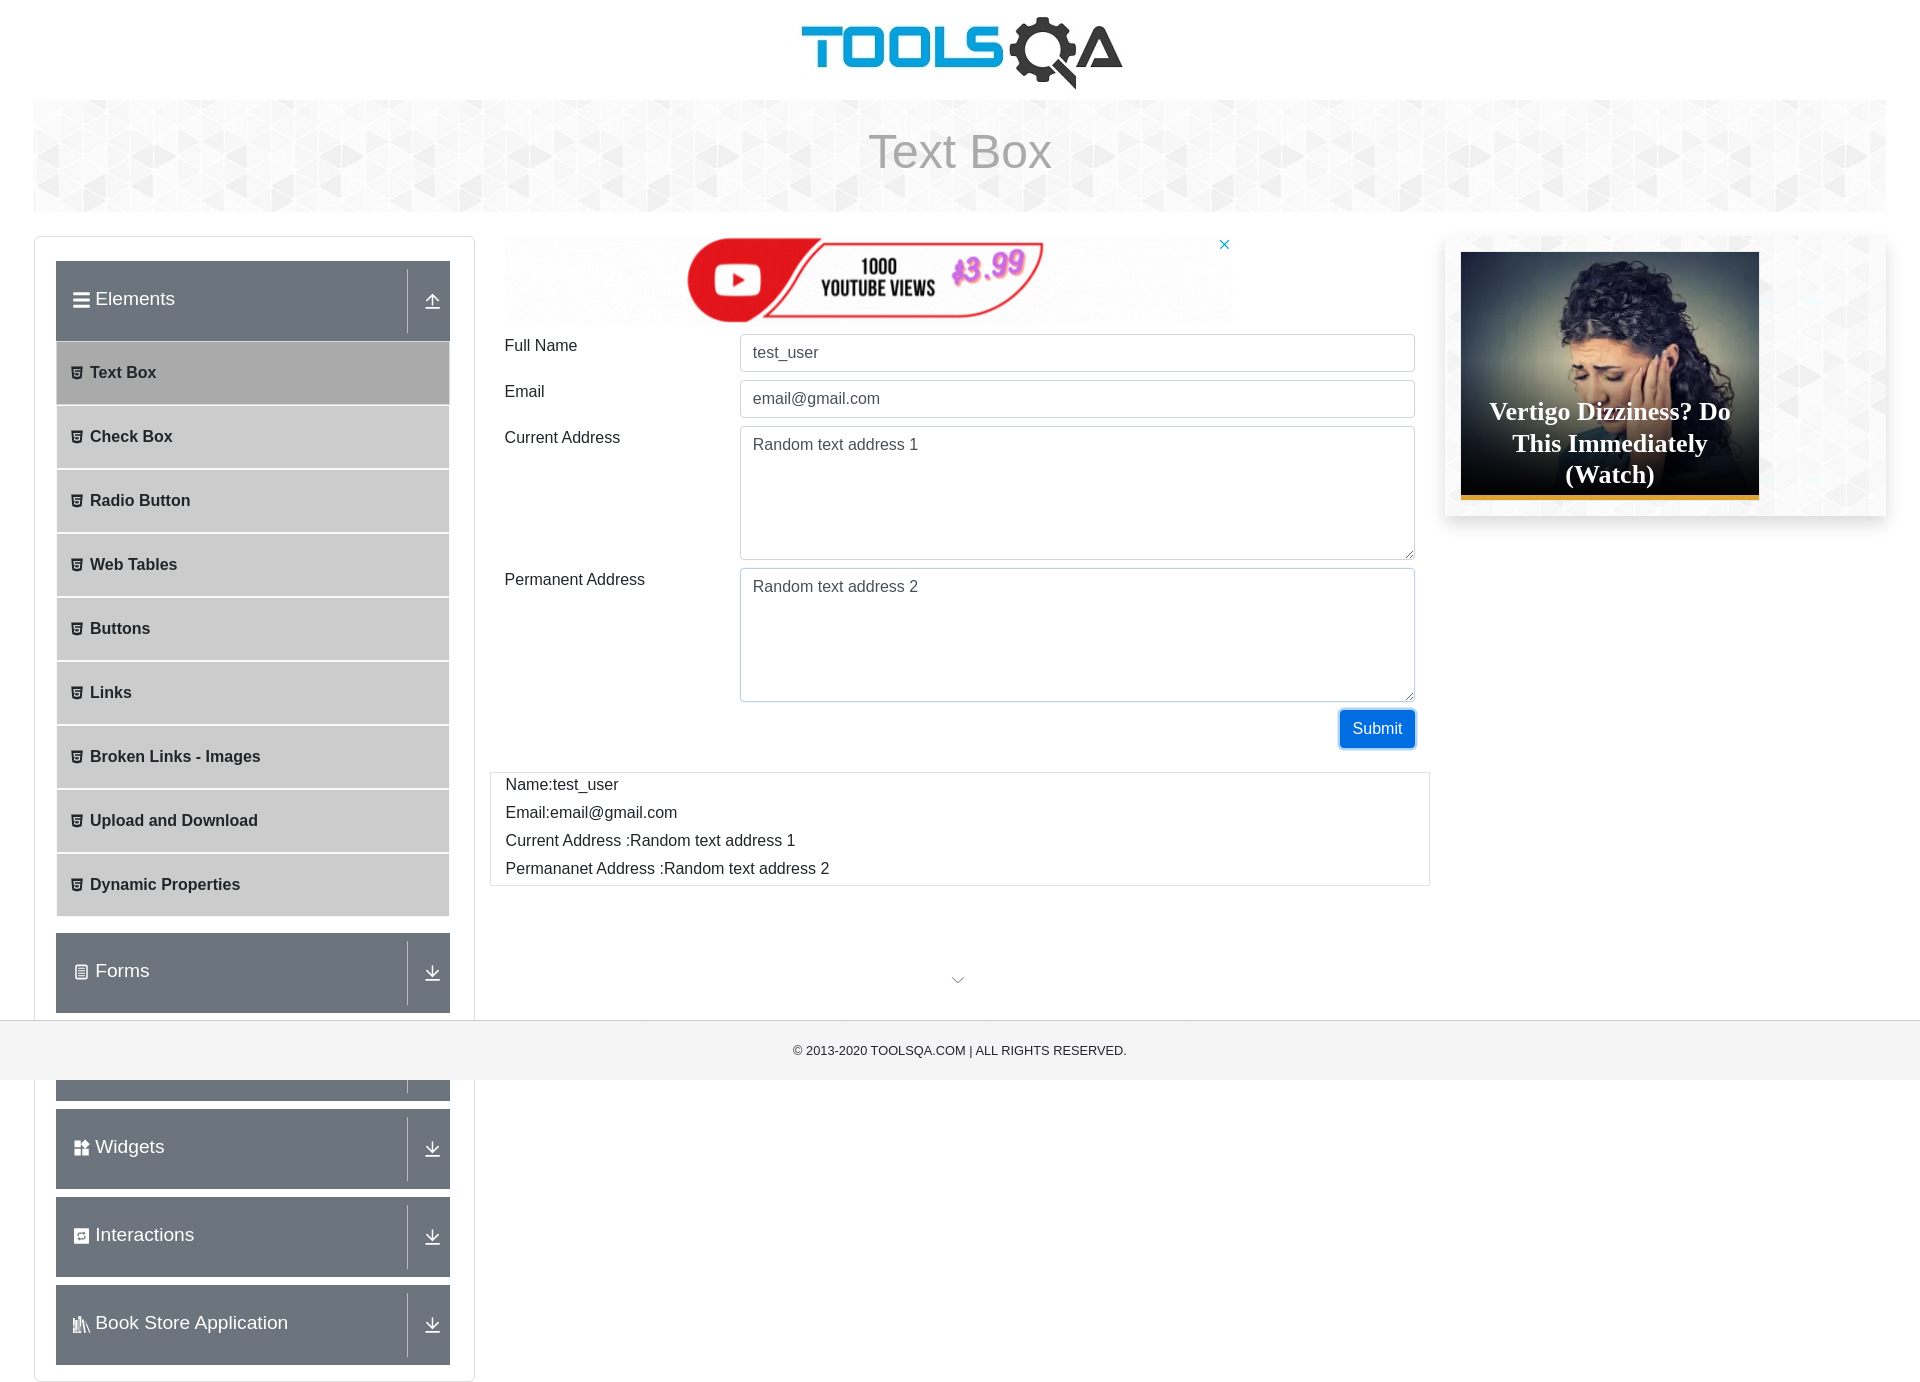 TOOLSQA
Text Box
Elements
Text Box
Check Box
Radio Button
Web Tables
Buttons
Links
Broken Links - Images
Upload and Download
Dynamic Properties
Forms
Widgets
Interactions
Book Store Application
1000
YOUTUBE VIEWS
$3.99
Full Name
test_user
Email
email@gmail.com
Current Address
Random text address 1
Permanent Address
Random text address 2
Submit
Name:test_user
Email:email@gmail.com
Current Address :Random text address 1
Permananet Address :Random text address 2
Vertigo Dizziness? Do
This Immediately
(Watch)
© 2013-2020 TOOLSQA.COM | ALL RIGHTS RESERVED.